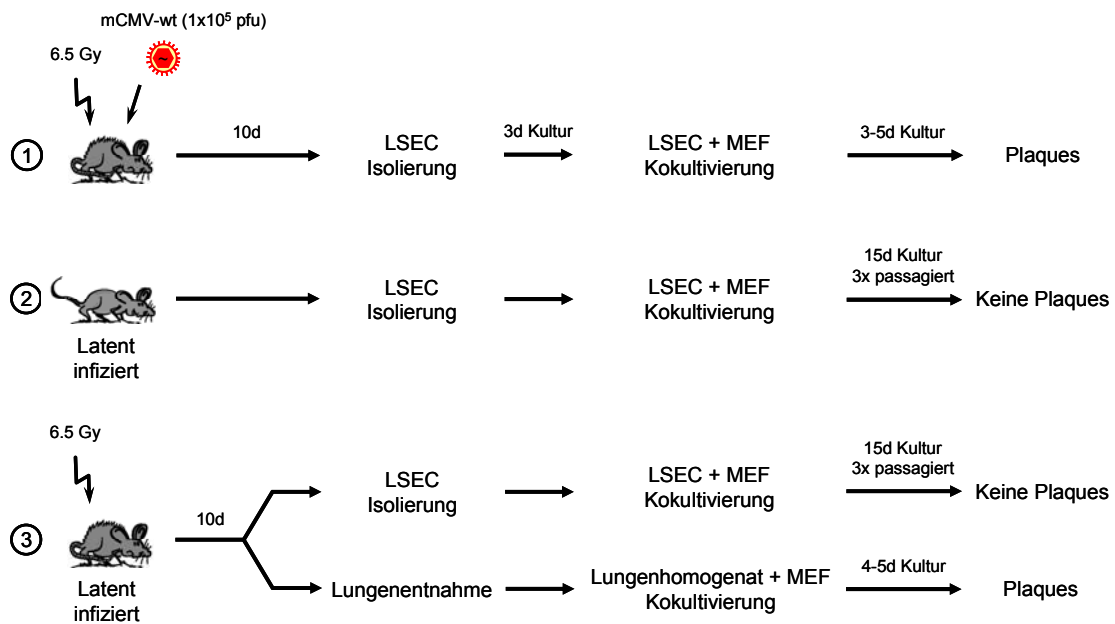 mCMV-wt (1x10⁵ pfu)
6.5 Gy
~
1
10d
LSEC
Isolierung
3d Kultur
LSEC + MEF
Kokultivierung
3-5d Kultur
Plaques
2
Latent
infiziert
LSEC
Isolierung
LSEC + MEF
Kokultivierung
15d Kultur
3x passagiert
Keine Plaques
6.5 Gy
3
Latent
infiziert
10d
LSEC
Isolierung
LSEC + MEF
Kokultivierung
15d Kultur
3x passagiert
Keine Plaques
Lungenentnahme
Lungenhomogenat + MEF
Kokultivierung
4-5d Kultur
Plaques